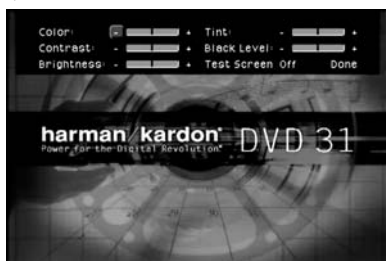 Color: - + Tint: - +
Contrast: - + Black Level: - +
Brightness: - + Test Screen Off Done
harman/kardon®
Power for the Digital Revolution®
DVD 31